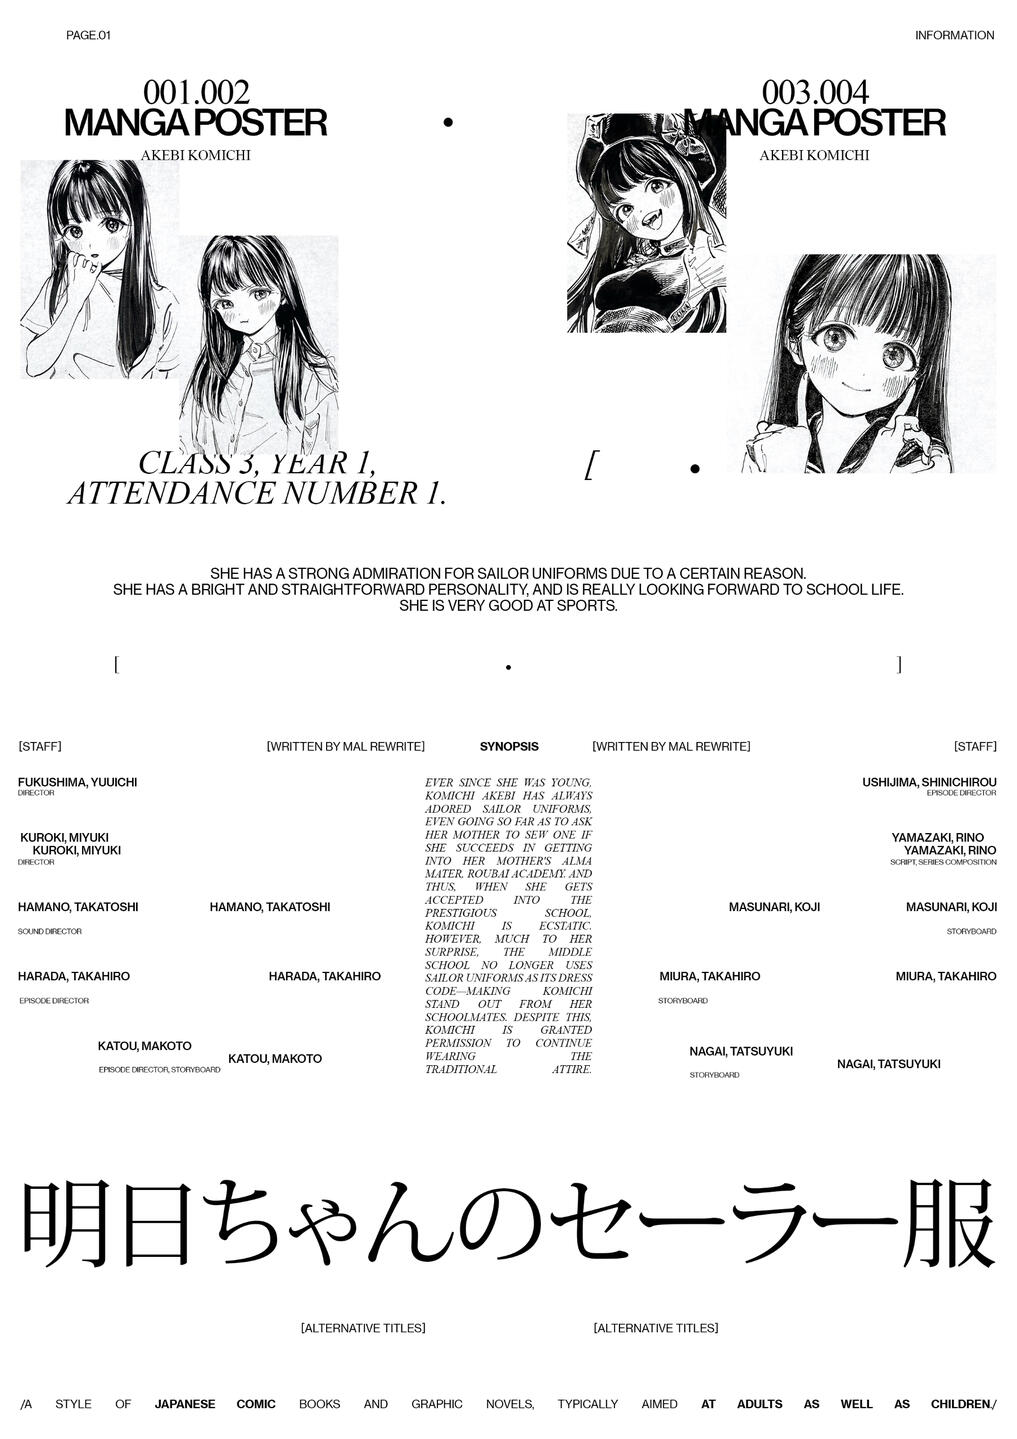 PAGE.01
INFORMATION
001.002
MANGA POSTER
AKEBI KOMICHI
003.004
MANGA POSTER
AKEBI KOMICHI
CLASS 3, YEAR 1,
ATTENDANCE NUMBER 1.
[
SHE HAS A STRONG ADMIRATION FOR SAILOR UNIFORMS DUE TO A CERTAIN REASON.
SHE HAS A BRIGHT AND STRAIGHTFORWARD PERSONALITY, AND IS REALLY LOOKING FORWARD TO SCHOOL LIFE.
SHE IS VERY GOOD AT SPORTS.
[ • ]
[STAFF]
[WRITTEN BY MAL REWRITE]
SYNOPSIS
[WRITTEN BY MAL REWRITE]
[STAFF]
FUKUSHIMA, YUUICHI
DIRECTOR
KUROKI, MIYUKI
KUROKI, MIYUKI
DIRECTOR
HAMANO, TAKATOSHI
HAMANO, TAKATOSHI
SOUND DIRECTOR
HARADA, TAKAHIRO
HARADA, TAKAHIRO
EPISODE DIRECTOR
KATOU, MAKOTO
KATOU, MAKOTO
EPISODE DIRECTOR, STORYBOARD
EVER SINCE SHE WAS YOUNG,
KOMICHI AKEBI HAS ALWAYS
ADORED SAILOR UNIFORMS,
EVEN GOING SO FAR AS TO ASK
HER MOTHER TO SEW ONE IF
SHE SUCCEEDS IN GETTING
INTO HER MOTHER'S ALMA
MATER, ROUBAI ACADEMY. AND
THUS, WHEN SHE GETS
ACCEPTED INTO THE
PRESTIGIOUS SCHOOL,
KOMICHI IS ECSTATIC.
HOWEVER, MUCH TO HER
SURPRISE, THE MIDDLE
SCHOOL NO LONGER USES
SAILOR UNIFORMS AS ITS DRESS
CODE—MAKING KOMICHI
STAND OUT FROM HER
SCHOOLMATES. DESPITE THIS,
KOMICHI IS GRANTED
PERMISSION TO CONTINUE
WEARING THE
TRADITIONAL ATTIRE.
USHIJIMA, SHINICHIROU
EPISODE DIRECTOR
YAMAZAKI, RINO
YAMAZAKI, RINO
SCRIPT, SERIES COMPOSITION
MASUNARI, KOJI
MASUNARI, KOJI
STORYBOARD
MIURA, TAKAHIRO
MIURA, TAKAHIRO
STORYBOARD
NAGAI, TATSUYUKI
NAGAI, TATSUYUKI
STORYBOARD
明日ちゃんのセーラー服
[ALTERNATIVE TITLES]
[ALTERNATIVE TITLES]
/A STYLE OF JAPANESE COMIC BOOKS AND GRAPHIC NOVELS, TYPICALLY AIMED AT ADULTS AS WELL AS CHILDREN./